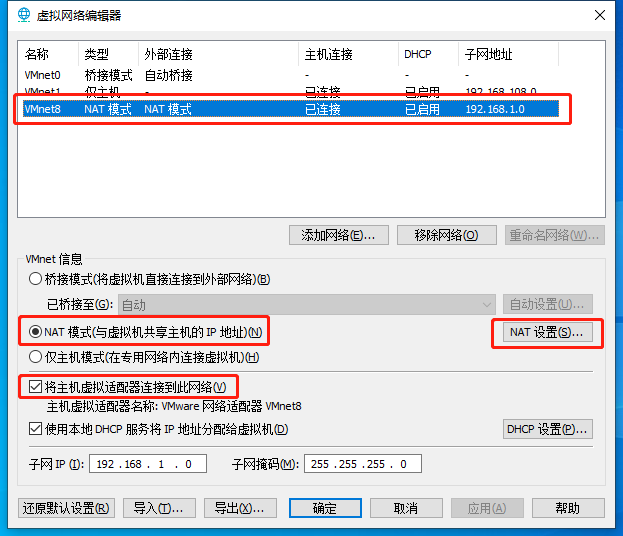 虚拟网络编辑器
名称 类型 外部连接 主机连接 DHCP 子网地址
VMnet0 桥接模式 自动桥接 - - -
VMnet1 仅主机... - 已连接 已启用 192.168.108.0
VMnet8 NAT 模式 NAT 模式 已连接 已启用 192.168.1.0
添加网络(E)... 移除网络(O) 重命名网络(W)...
VMnet 信息
桥接模式(将虚拟机直接连接到外部网络)(B)
已桥接至(G): 自动 自动设置(U)...
NAT 模式(与虚拟机共享主机的 IP 地址)(N) NAT 设置(S)...
仅主机模式(在专用网络内连接虚拟机)(H)
将主机虚拟适配器连接到此网络(V)
主机虚拟适配器名称: VMware 网络适配器 VMnet8
使用本地 DHCP 服务将 IP 地址分配给虚拟机(D) DHCP 设置(P)...
子网 IP (I): 192 . 168 . 1 . 0 子网掩码(M): 255 . 255 . 255 . 0
还原默认设置(R) 导入(T)... 导出(X)... 确定 取消 应用(A) 帮助